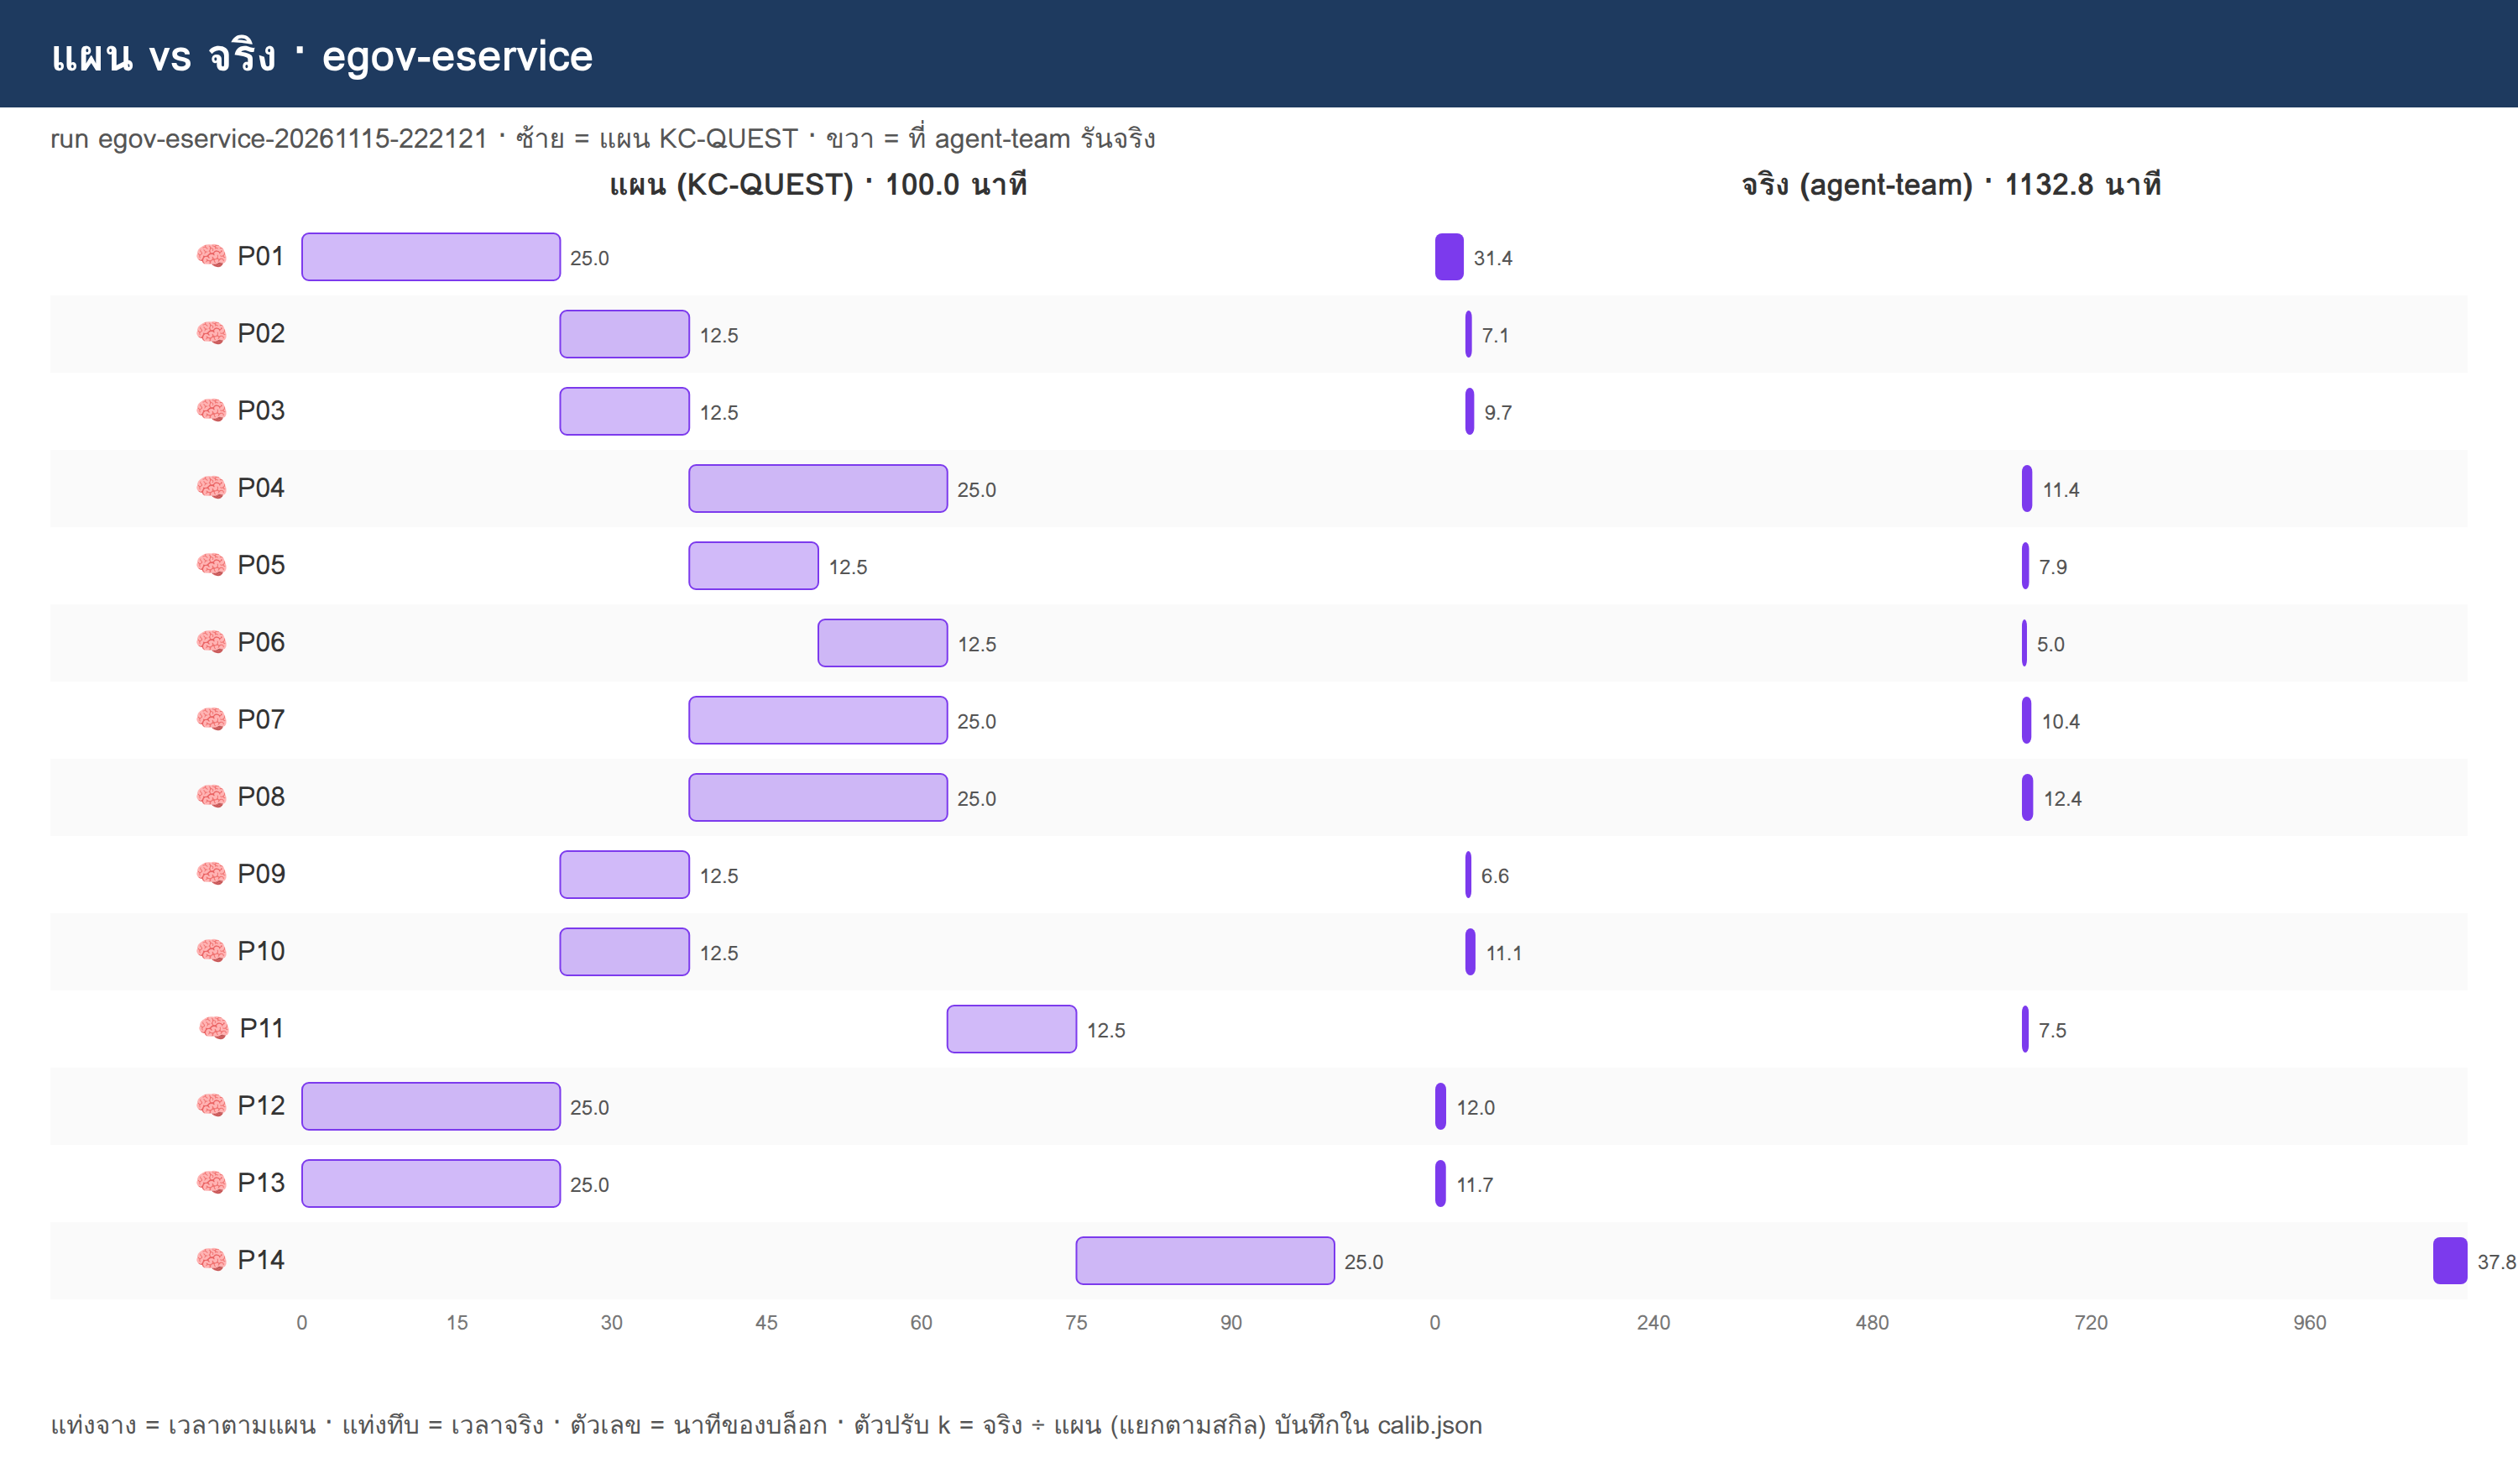 แผน vs จริง · egov-eservice
run egov-eservice-20261115-222121 · ซ้าย = แผน KC-QUEST · ขวา = ที่ agent-team รันจริง
แผน (KC-QUEST) · 100.0 นาที
จริง (agent-team) · 1132.8 นาที
🧠 P01 25.0 31.4
🧠 P02 12.5 7.1
🧠 P03 12.5 9.7
🧠 P04 25.0 11.4
🧠 P05 12.5 7.9
🧠 P06 12.5 5.0
🧠 P07 25.0 10.4
🧠 P08 25.0 12.4
🧠 P09 12.5 6.6
🧠 P10 12.5 11.1
🧠 P11 12.5 7.5
🧠 P12 25.0 12.0
🧠 P13 25.0 11.7
🧠 P14 25.0 37.8
0 15 30 45 60 75 90 0 240 480 720 960
แท่งจาง = เวลาตามแผน · แท่งทึบ = เวลาจริง · ตัวเลข = นาทีของบล็อก · ตัวปรับ k = จริง ÷ แผน (แยกตามสกิล) บันทึกใน calib.json